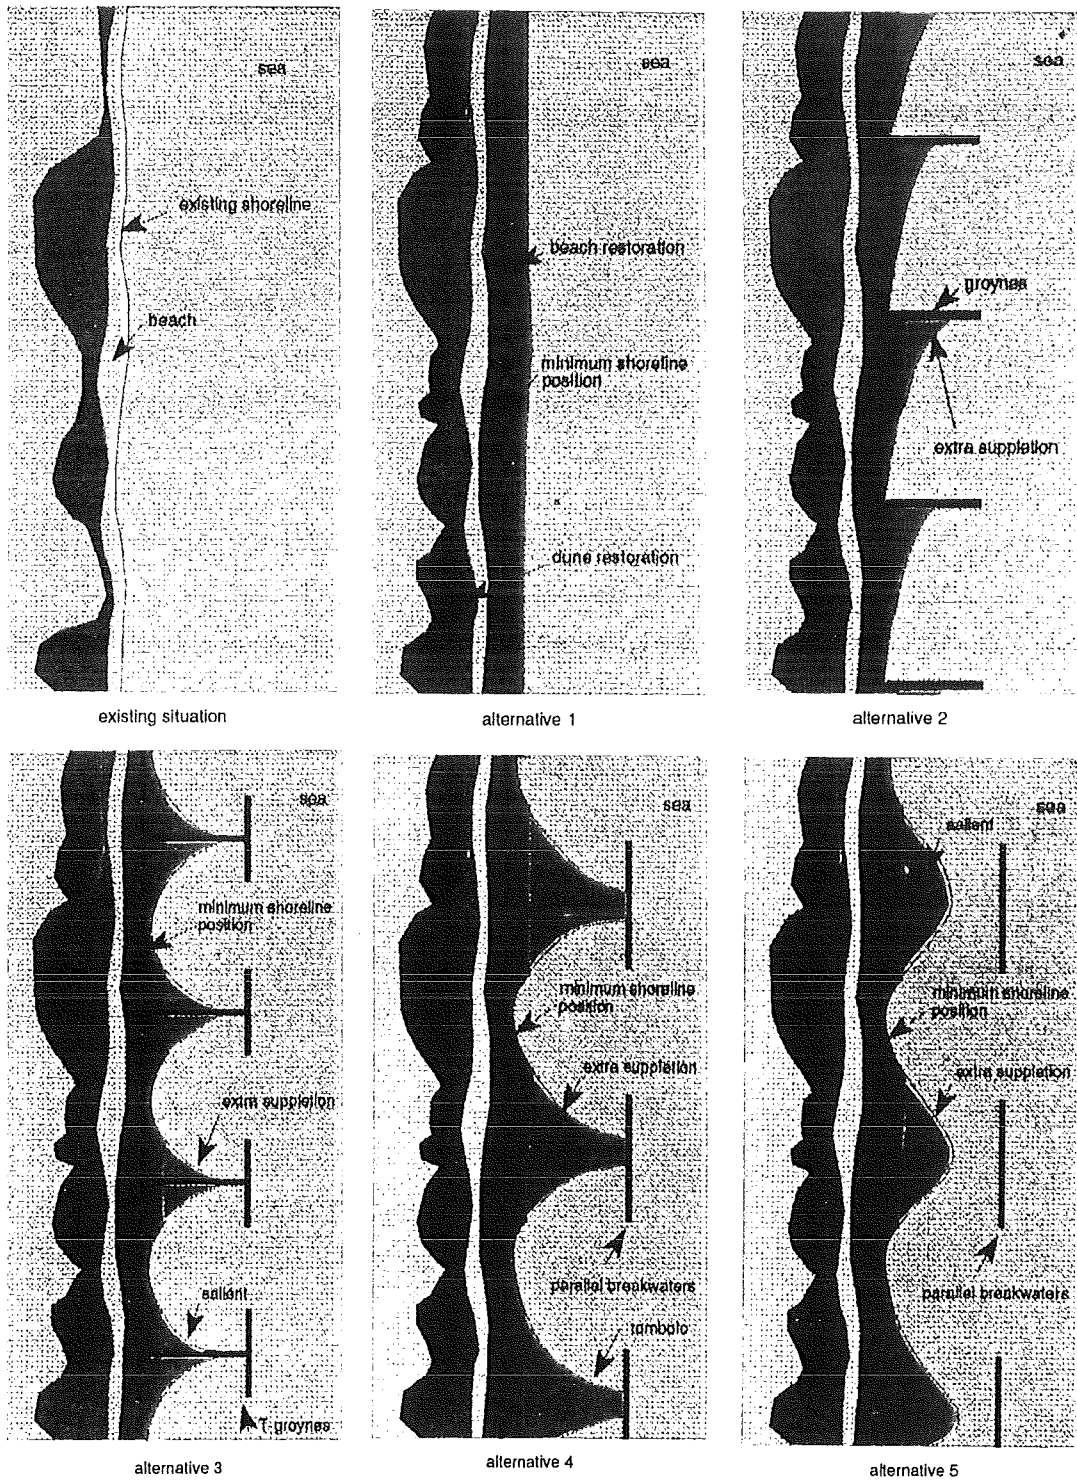 sea
existing shoreline
beach
existing situation
sea
beach restoration
minimum shoreline
position
dune restoration
alternative 1
sea
groynes
extra suppletion
alternative 2
sea
minimum shoreline
position
extra suppletion
salient
T-groynes
alternative 3
sea
minimum shoreline
position
extra suppletion
parallel breakwaters
tombolo
alternative 4
sea
salient
minimum shoreline
position
extra suppletion
parallel breakwaters
alternative 5